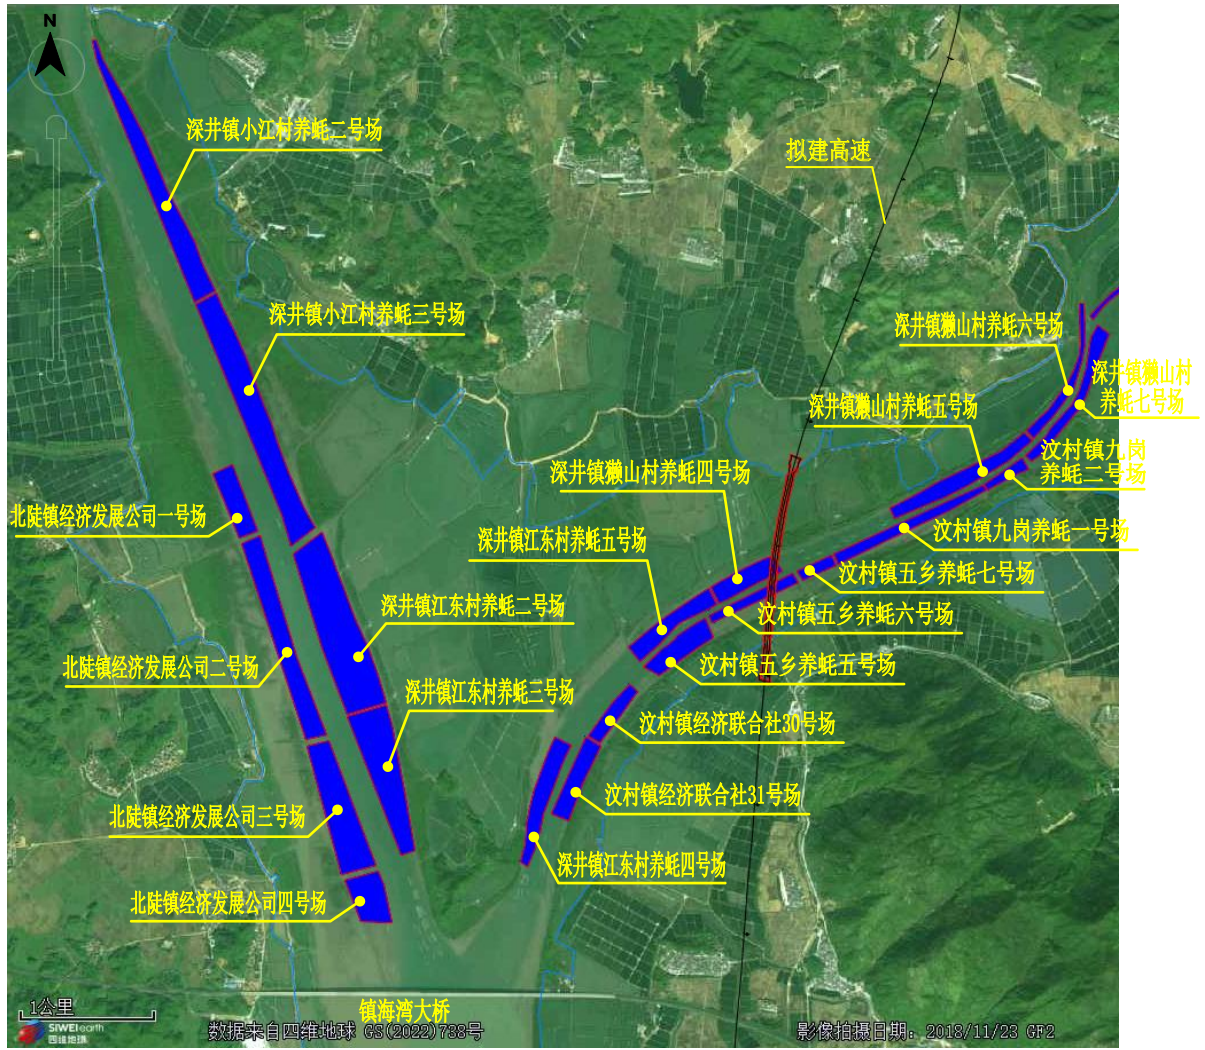 N
深井镇小江村养蚝二号场
拟建高速
深井镇小江村养蚝三号场
深井镇獭山村养蚝六号场
深井镇獭山村
养蚝七号场
深井镇獭山村养蚝五号场
汶村镇九岗
养蚝二号场
深井镇獭山村养蚝四号场
北陡镇经济发展公司一号场
汶村镇九岗养蚝一号场
深井镇江东村养蚝五号场
汶村镇五乡养蚝七号场
深井镇江东村养蚝二号场
汶村镇五乡养蚝六号场
北陡镇经济发展公司二号场
汶村镇五乡养蚝五号场
深井镇江东村养蚝三号场
汶村镇经济联合社30号场
汶村镇经济联合社31号场
北陡镇经济发展公司三号场
深井镇江东村养蚝四号场
北陡镇经济发展公司四号场
镇海湾大桥
1公里
SIWEI earth
四维地球
数据来自四维地球 GS(2022)788号
影像拍摄日期: 2018/11/23 GF2